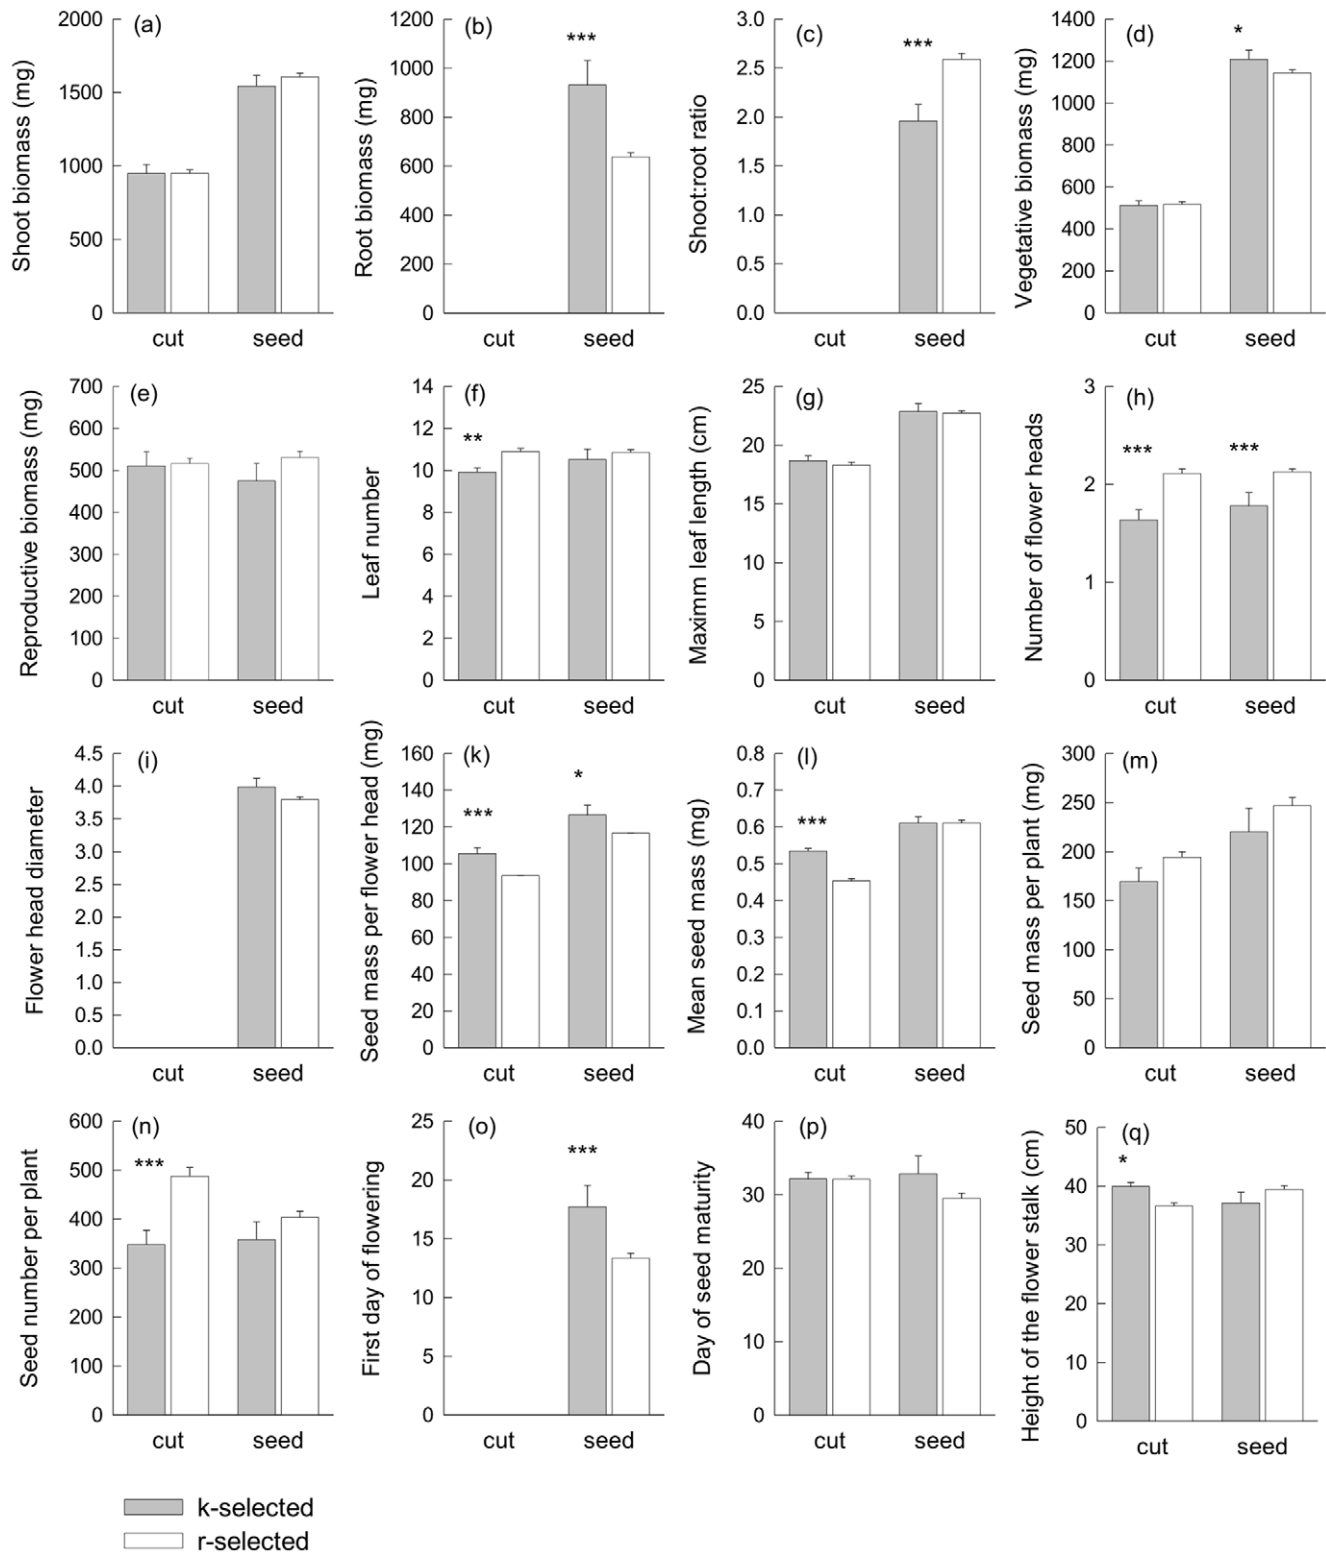 (a)
2000
1500
1000
500
0
Shoot biomass (mg)
cut seed
(b)
***
1200
1000
800
600
400
200
0
Root biomass (mg)
cut seed
(c)
***
3.0
2.5
2.0
1.5
1.0
0.5
0.0
Shoot:root ratio
cut seed
(d)
*
1400
1200
1000
800
600
400
200
0
Vegetative biomass (mg)
cut seed
(e)
700
600
500
400
300
200
100
0
Reproductive biomass (mg)
cut seed
(f)
**
14
12
10
8
6
4
2
0
Leaf number
cut seed
(g)
25
20
15
10
5
0
Maximm leaf length (cm)
cut seed
(h)
*** ***
3
2
1
0
Number of flower heads
cut seed
(i)
4.5
4.0
3.5
3.0
2.5
2.0
1.5
1.0
0.5
0.0
Flower head diameter
cut seed
(k)
*** *
160
140
120
100
80
60
40
20
0
Seed mass per flower head (mg)
cut seed
(l)
***
0.8
0.7
0.6
0.5
0.4
0.3
0.2
0.1
0.0
Mean seed mass (mg)
cut seed
(m)
300
250
200
150
100
50
0
Seed mass per plant (mg)
cut seed
(n)
***
600
500
400
300
200
100
0
Seed number per plant
cut seed
(o)
***
25
20
15
10
5
0
First day of flowering
cut seed
(p)
40
30
20
10
0
Day of seed maturity
cut seed
(q)
*
50
40
30
20
10
0
Height of the flower stalk (cm)
cut seed
k-selected
r-selected